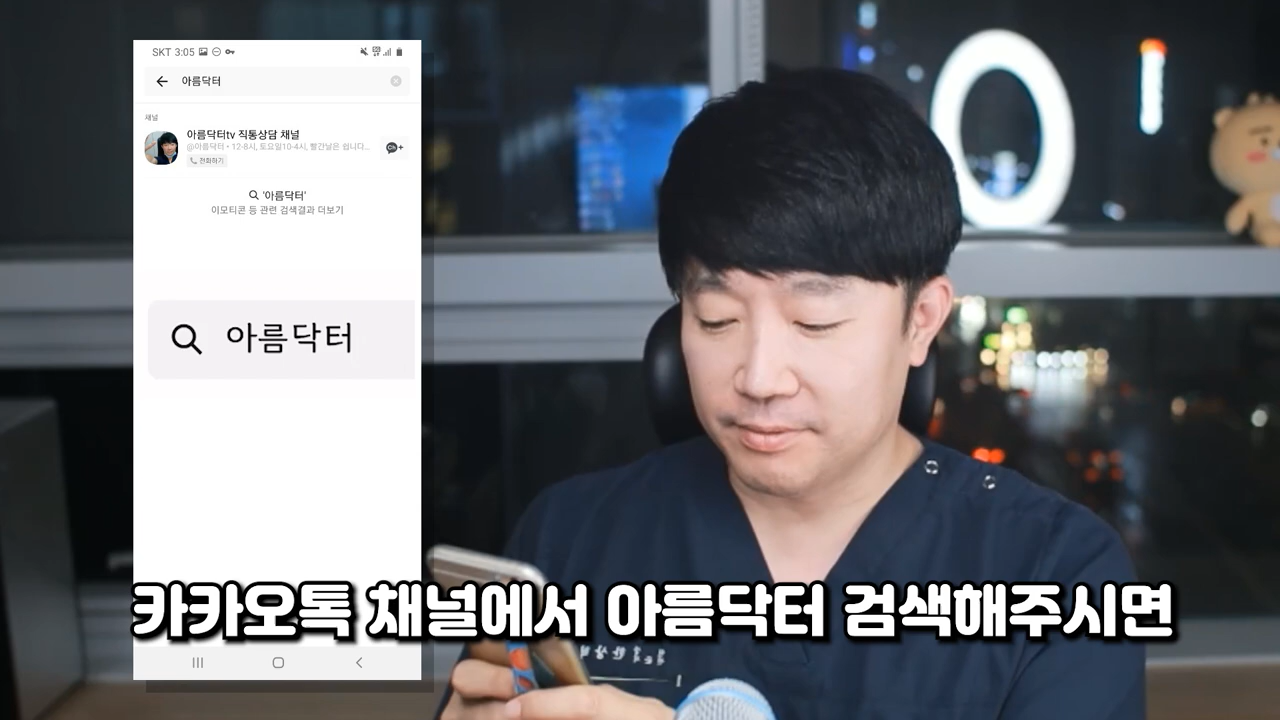 SKT 3:05
아름닥터
채널
아름닥터tv 직통상담 채널
@아름닥터 • 12-8시, 토요일10-4시, 빨간날은 쉽니다...
Ch+
전화하기
'아름닥터'
이모티콘 등 관련 검색결과 더보기
아름닥터
카카오톡 채널에서 아름닥터 검색해주시면